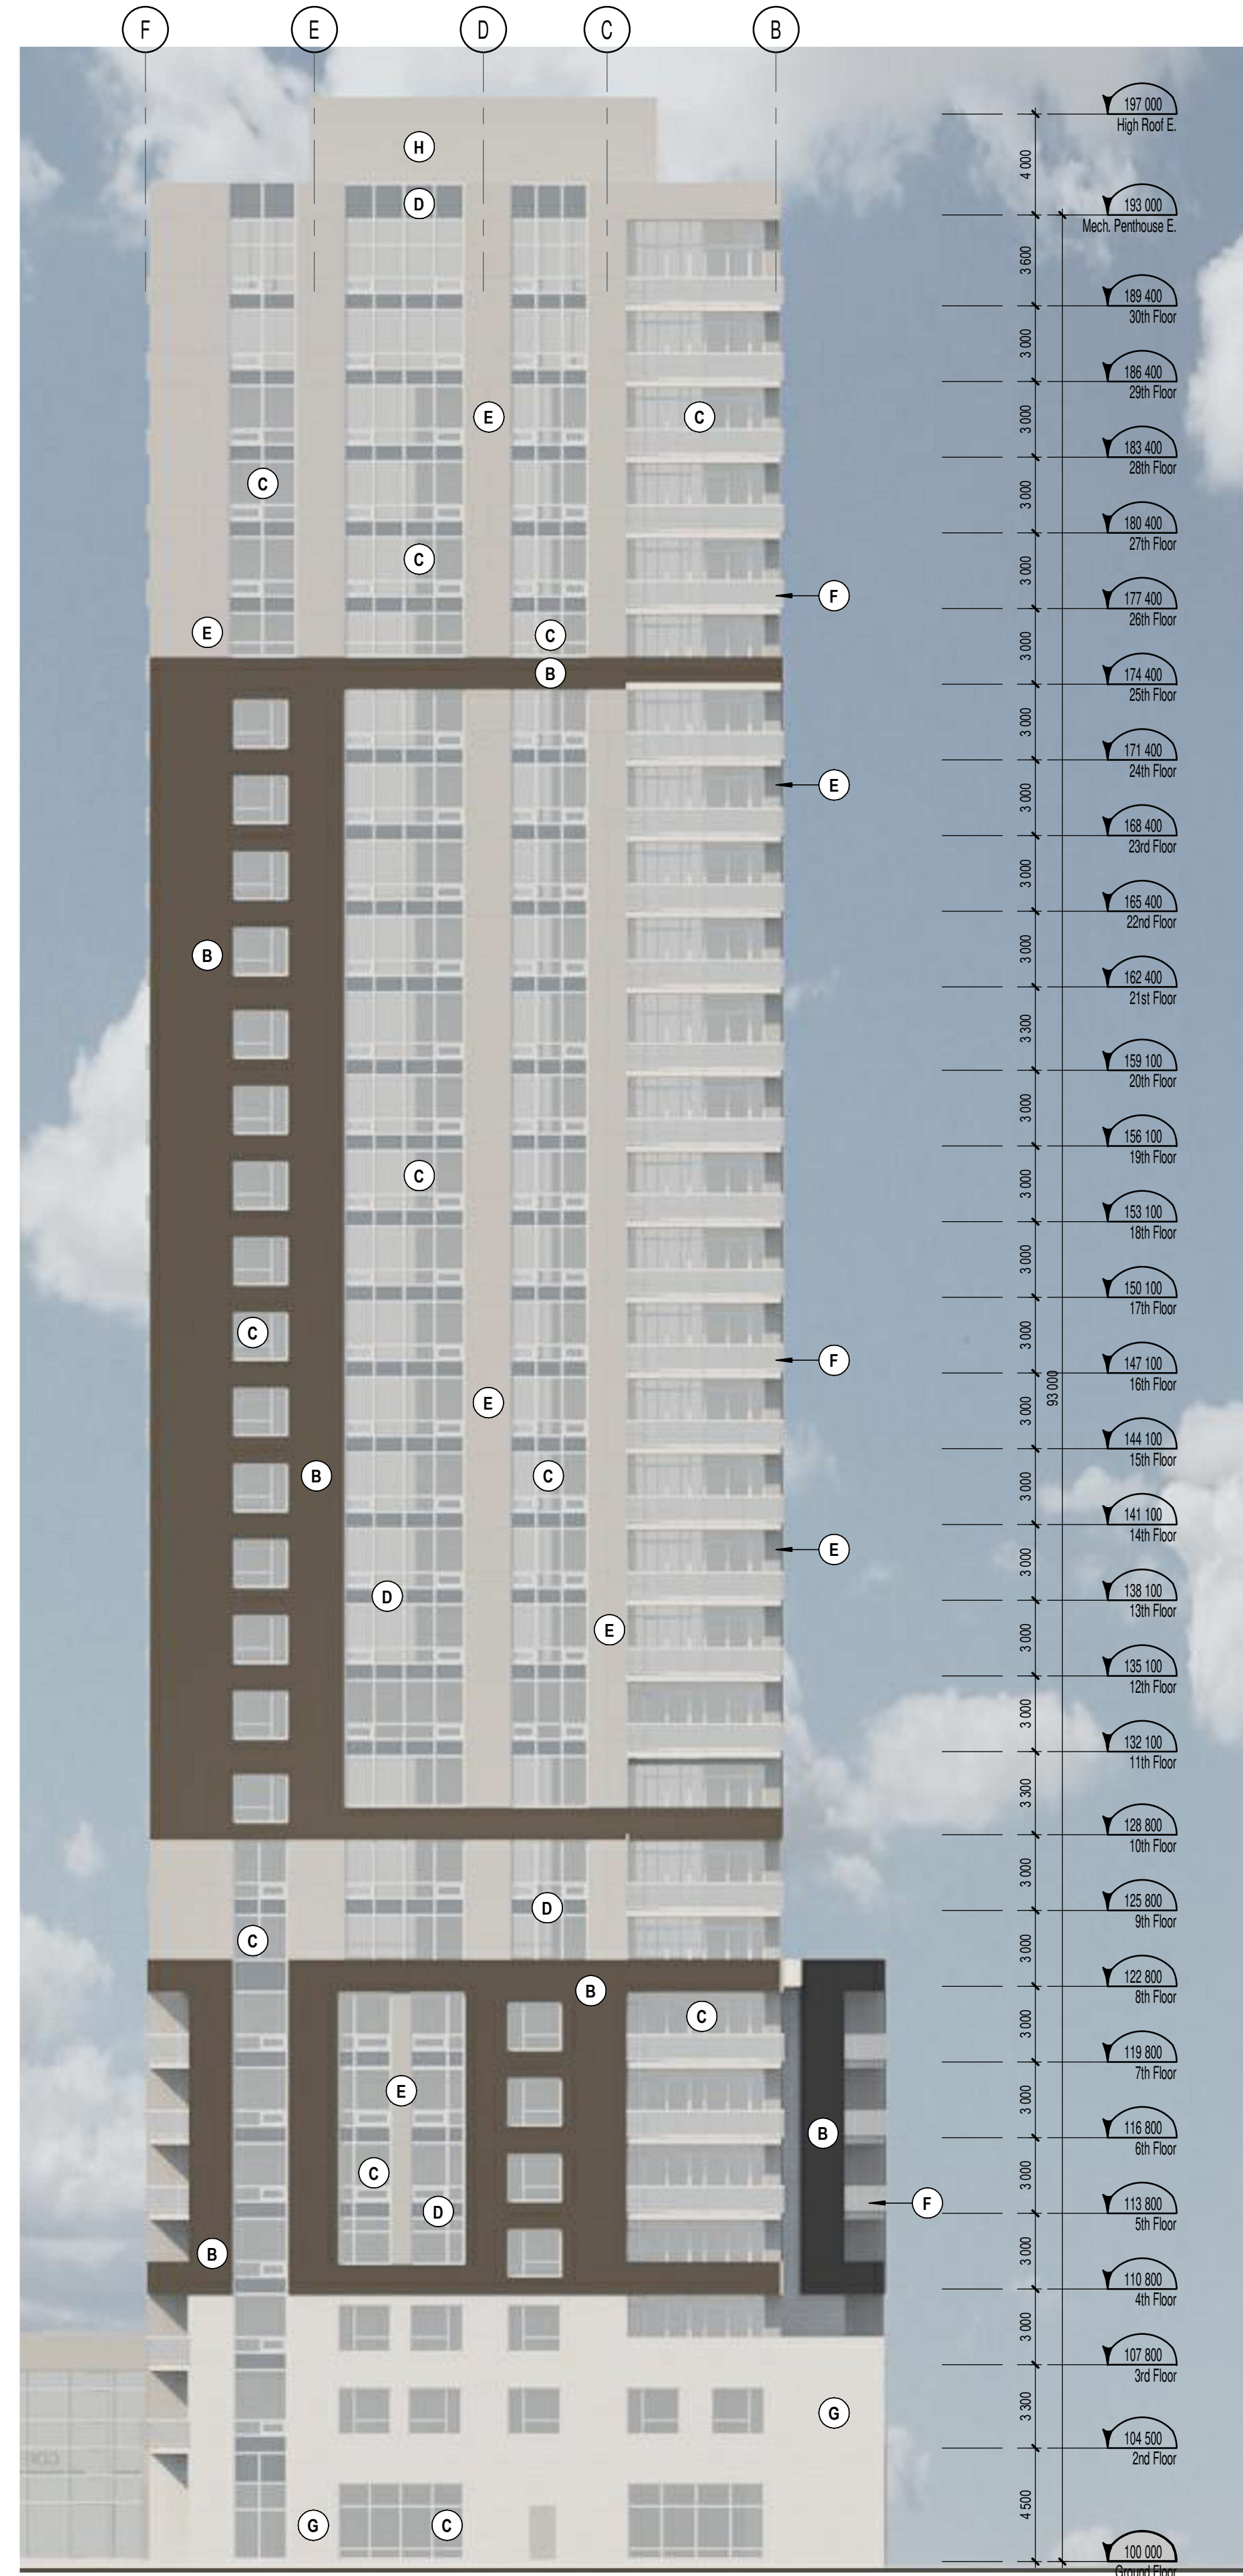 F E D C B
197 000
High Roof E.
4 000
H
D
193 000
Mech. Penthouse E.
3 600
189 400
30th Floor
3 000
186 400
29th Floor
E
C
3 000
183 400
28th Floor
C
3 000
180 400
27th Floor
C
3 000
F
177 400
26th Floor
E
C
3 000
B
174 400
25th Floor
3 000
171 400
24th Floor
E
3 000
168 400
23rd Floor
3 000
165 400
22nd Floor
B
3 000
162 400
21st Floor
3 300
159 100
20th Floor
3 000
156 100
19th Floor
C
3 000
153 100
18th Floor
3 000
150 100
17th Floor
C
3 000
F
147 100
16th Floor
93 000
E
3 000
144 100
15th Floor
B
C
3 000
141 100
14th Floor
E
3 000
D
138 100
13th Floor
E
3 000
135 100
12th Floor
3 000
132 100
11th Floor
3 300
128 800
10th Floor
3 000
D
125 800
9th Floor
C
3 000
B
122 800
8th Floor
C
3 000
119 800
7th Floor
E
3 000
B
116 800
6th Floor
C
3 000
F
D
113 800
5th Floor
B
3 000
110 800
4th Floor
3 000
107 800
3rd Floor
3 300
G
104 500
2nd Floor
G
C
4 500
100 000
Ground Floor